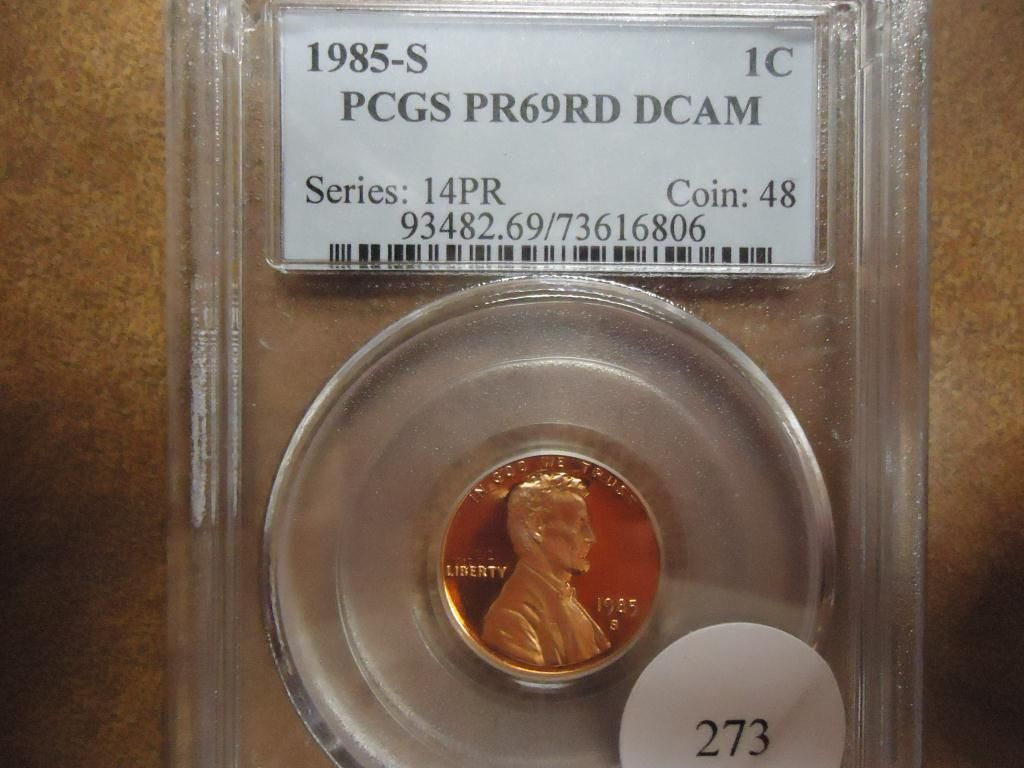 1985-S 1C
PCGS PR69RD DCAM
Series: 14PR Coin: 48
93482.69/73616806
IN GOD WE TRUST
LIBERTY
1985
S
273